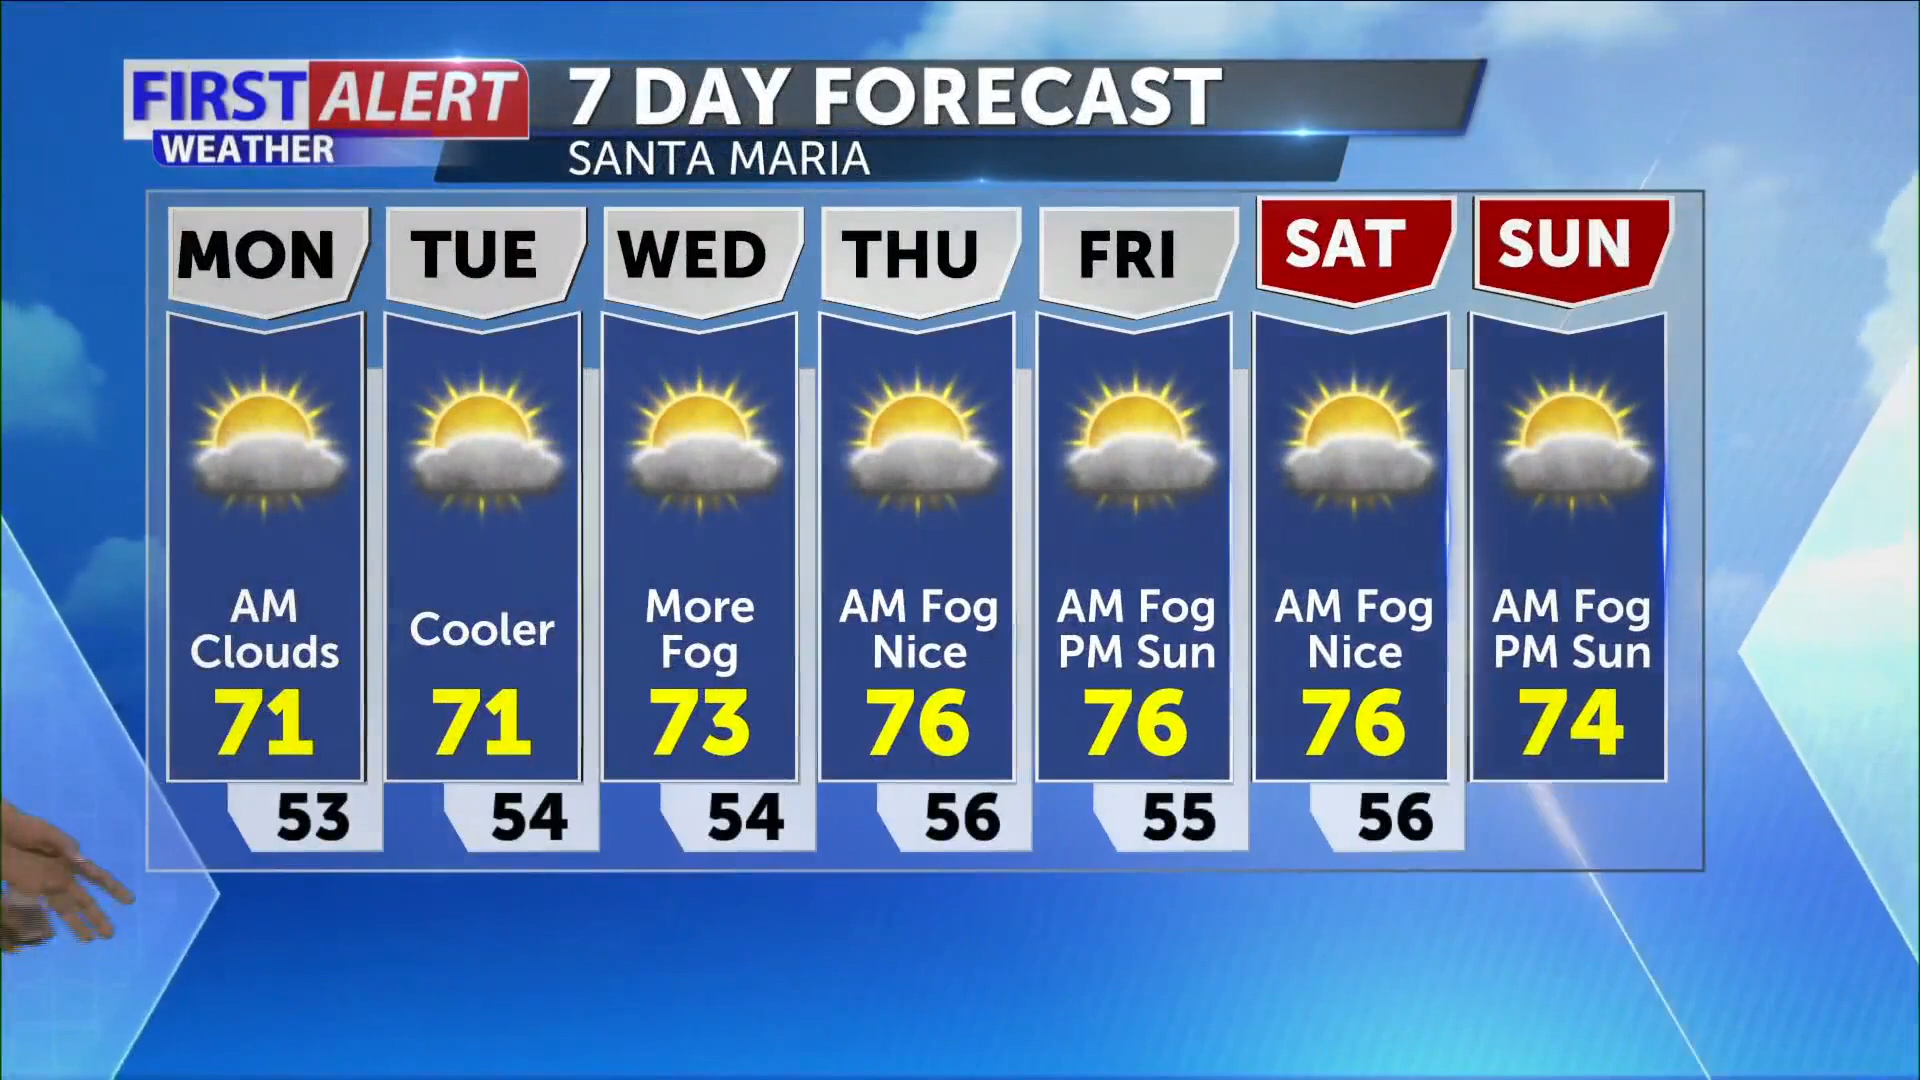 FIRST ALERT
WEATHER
7 DAY FORECAST
SANTA MARIA
MON TUE WED THU FRI SAT SUN
AM
Clouds
71
53
Cooler
71
54
More
Fog
73
54
AM Fog
Nice
76
56
AM Fog
PM Sun
76
55
AM Fog
Nice
76
56
AM Fog
PM Sun
74